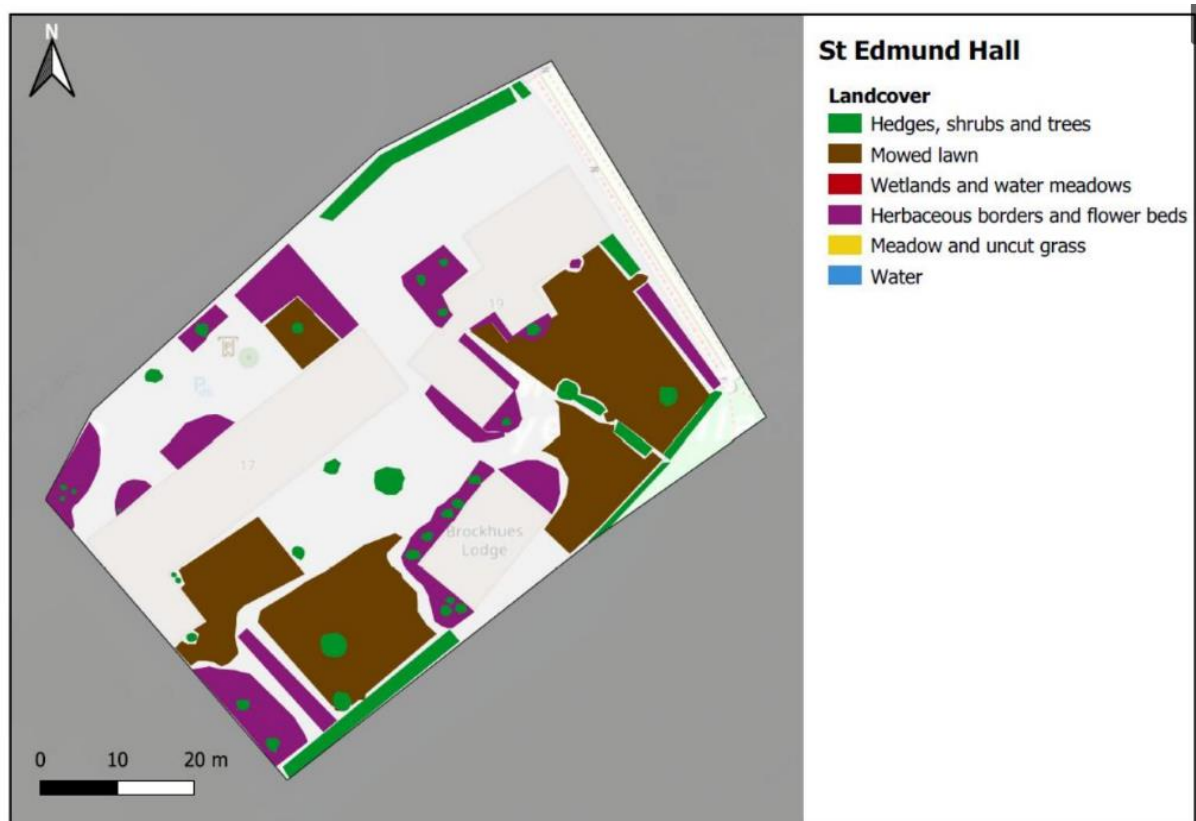 N
St Edmund Hall
Landcover
Hedges, shrubs and trees
Mowed lawn
Wetlands and water meadows
Herbaceous borders and flower beds
Meadow and uncut grass
Water
19
17
Brockhues
Lodge
0 10 20 m